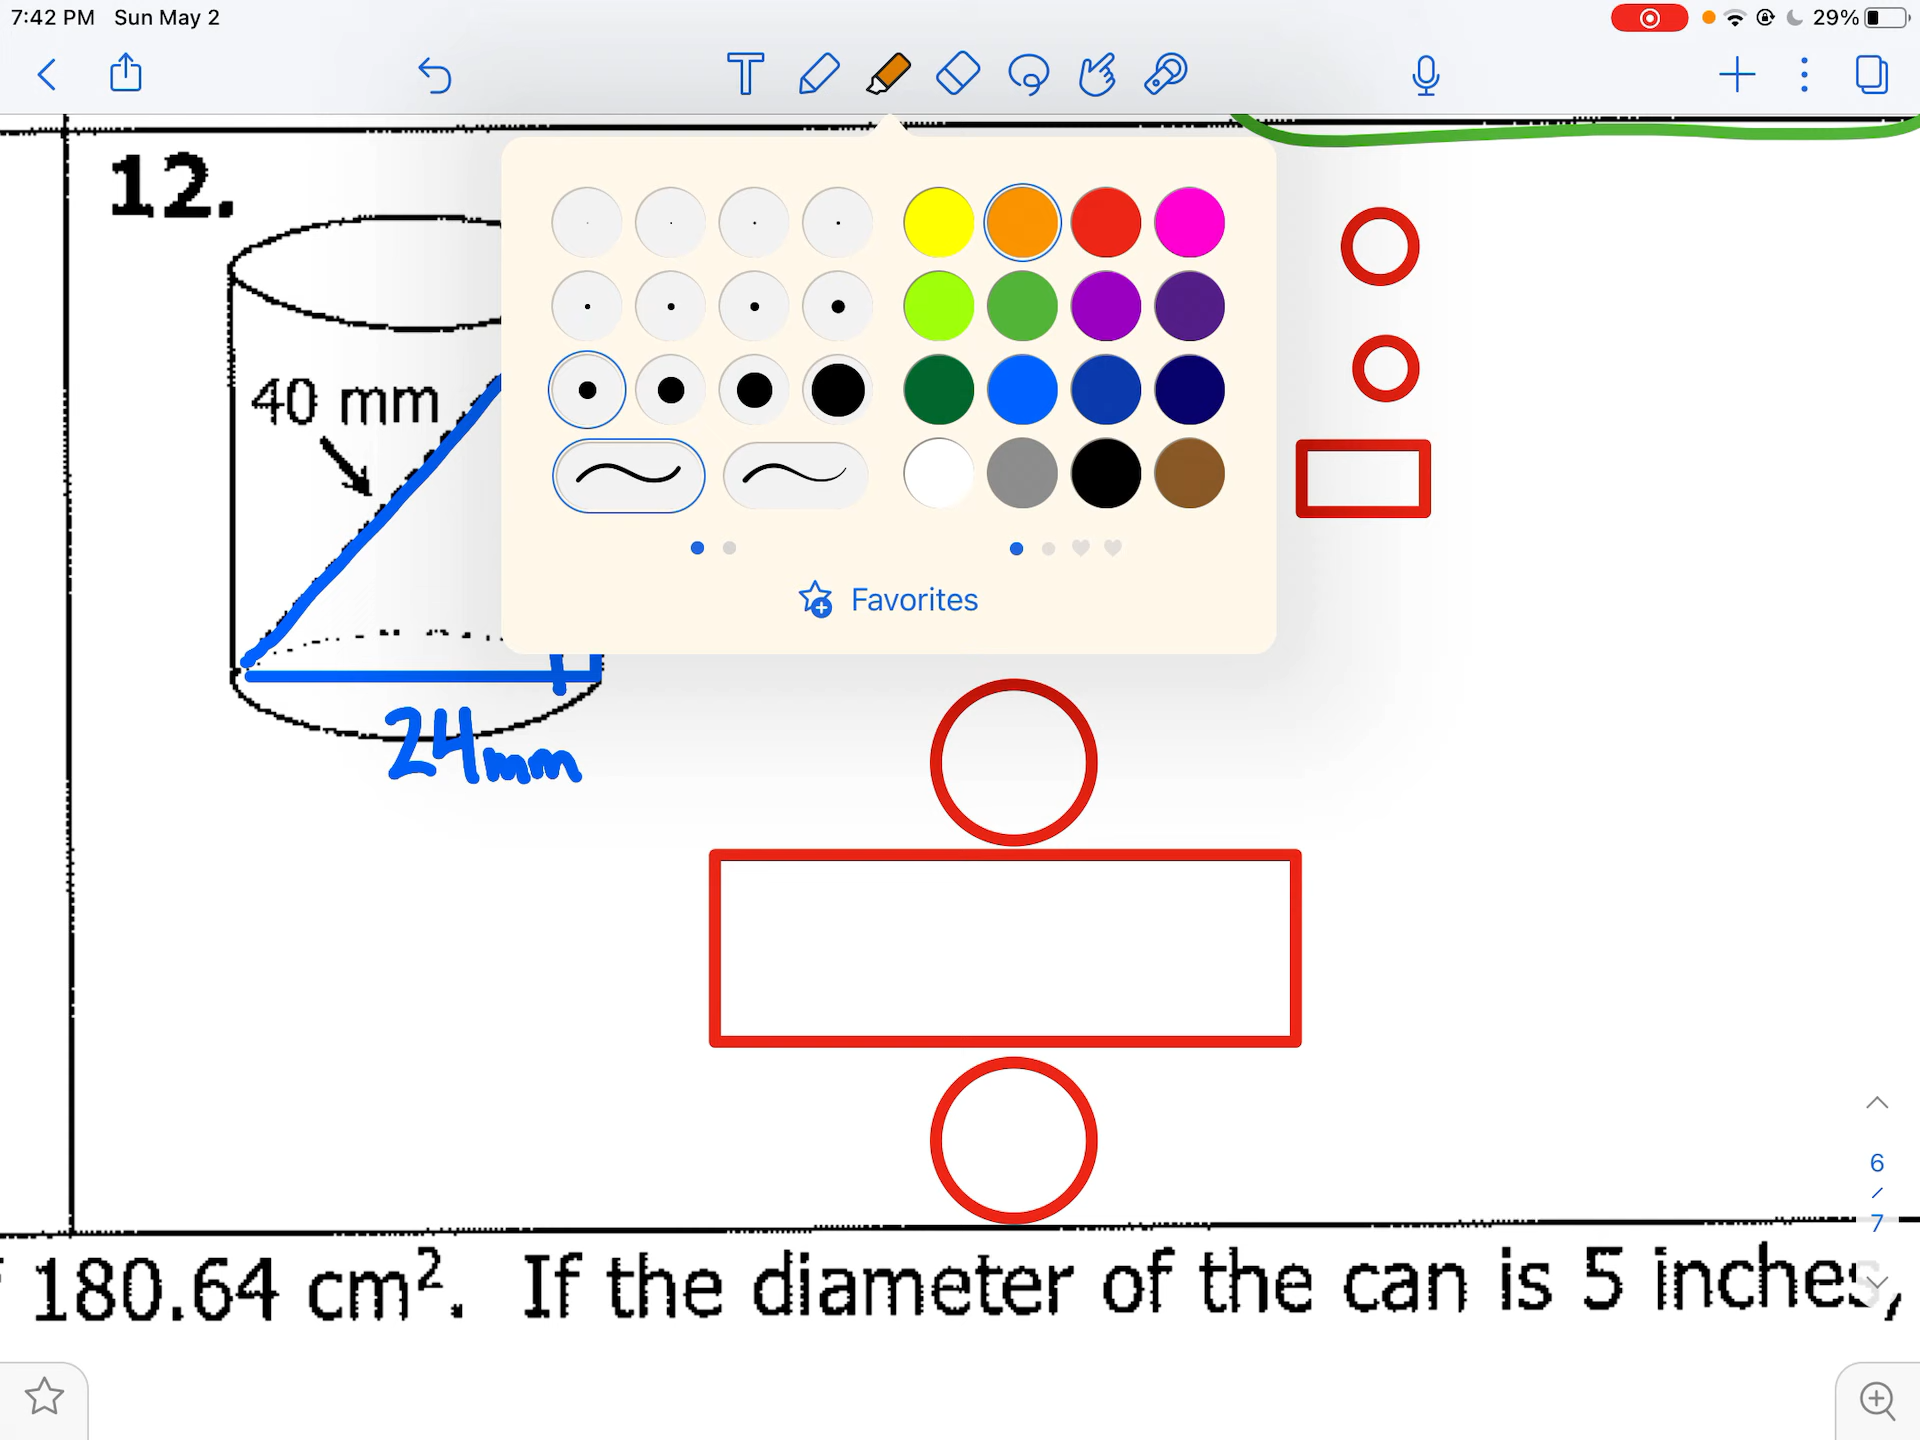 7:42 PM Sun May 2
29%
T
12.
40 mm
Favorites
24mm
6
/
7
180.64 cm². If the diameter of the can is 5 inches,